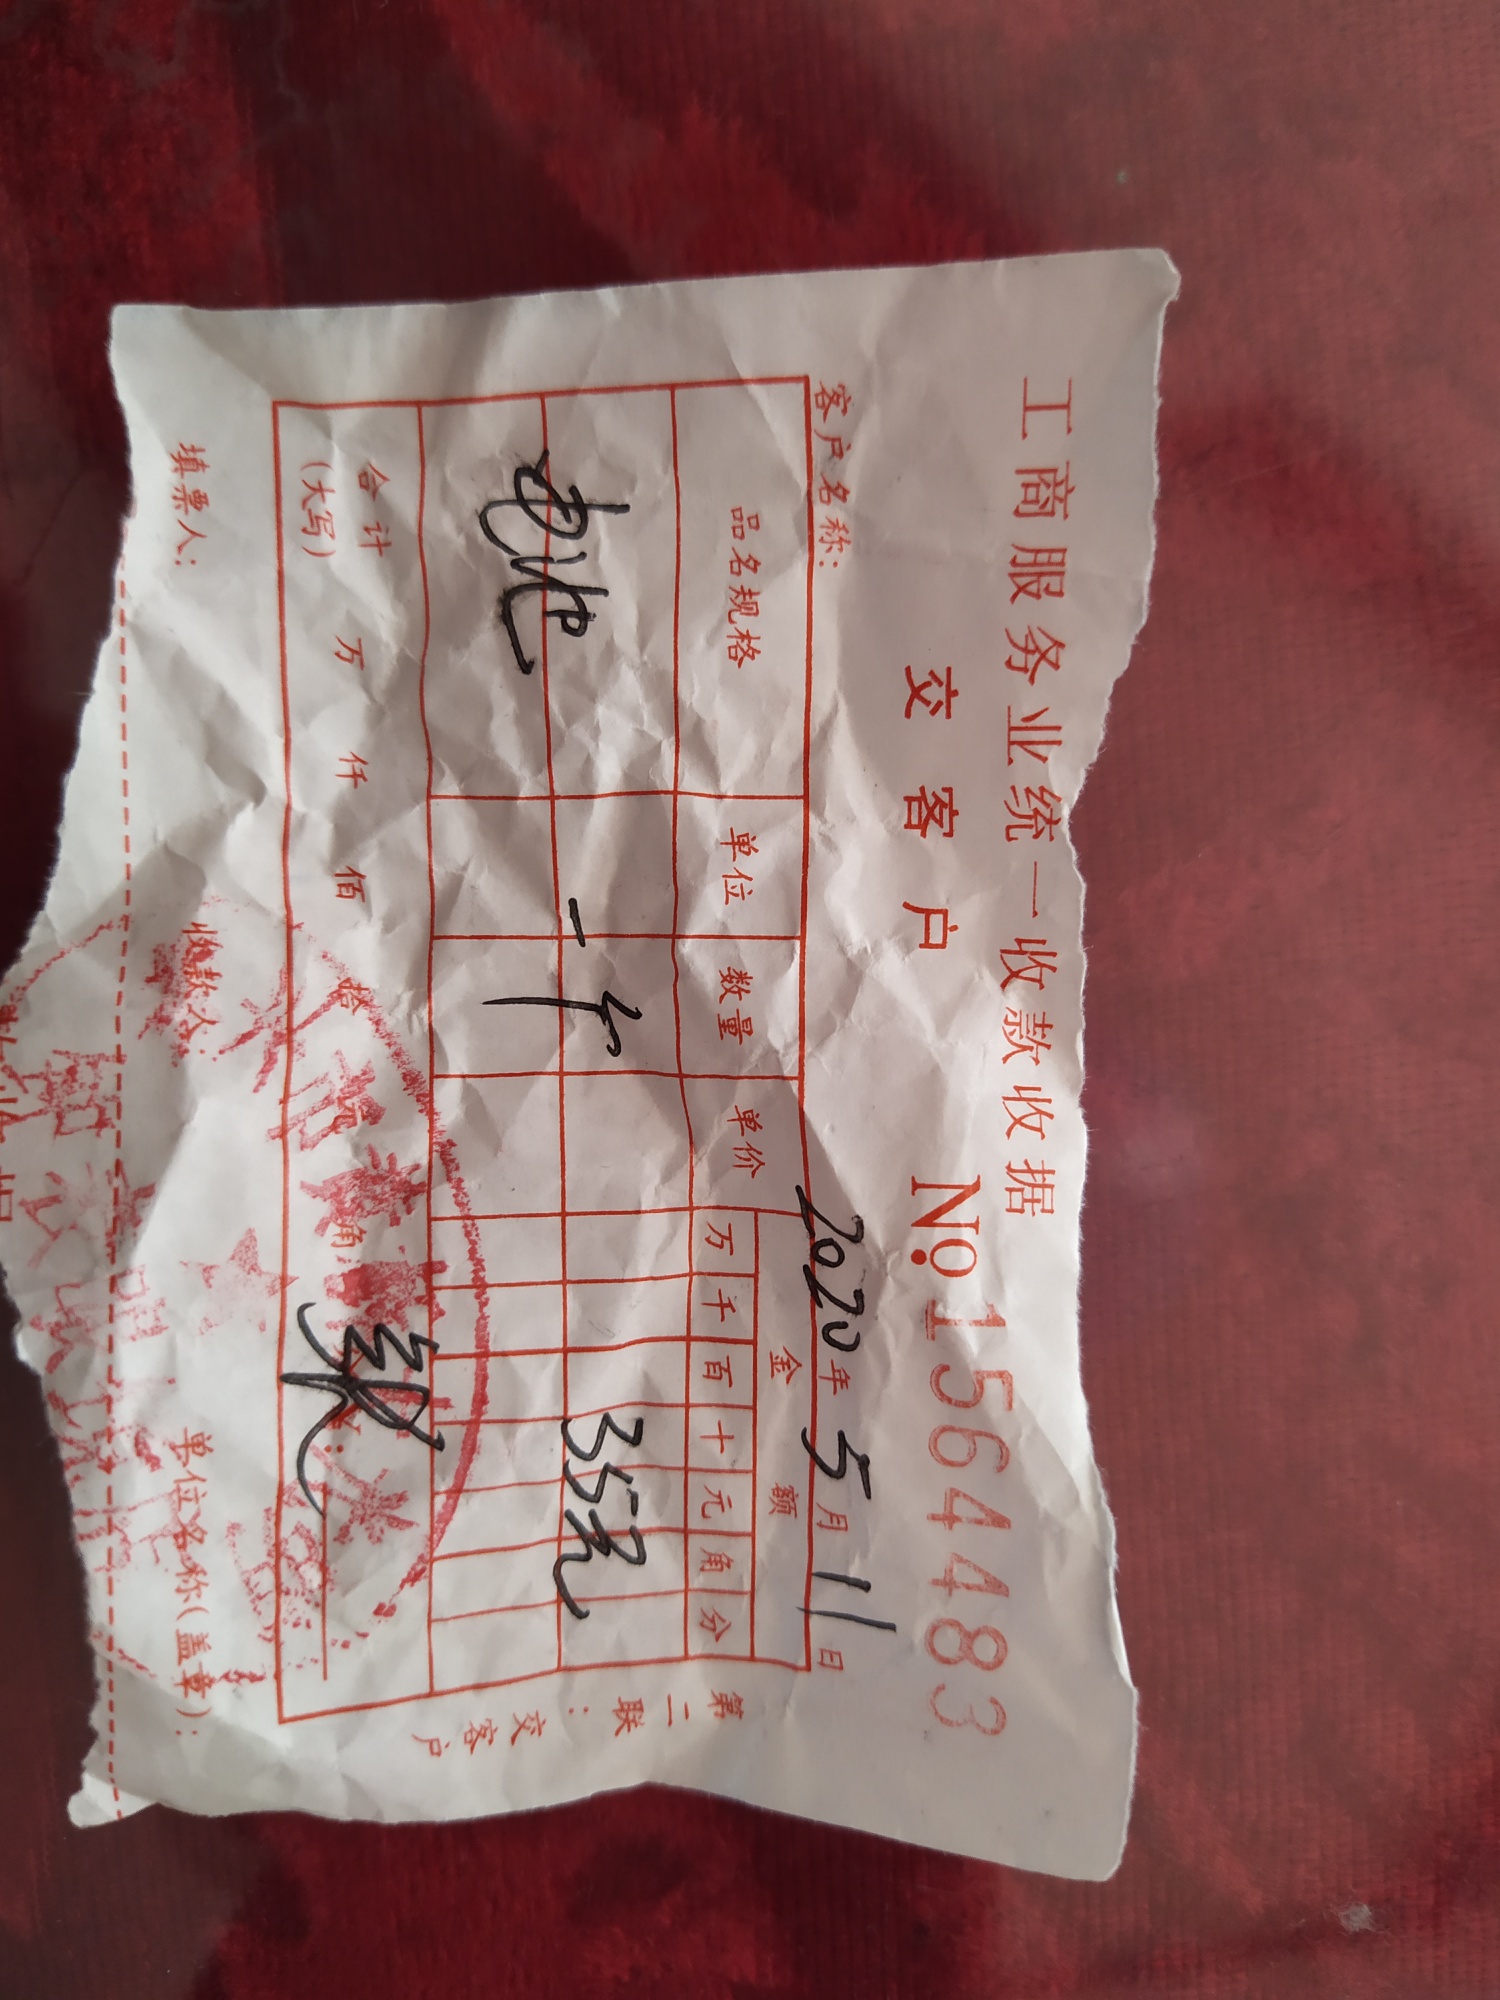 工商服务业统一收款收据
交客户 №1564483
客户名称： 2020年5月11日
品名规格 单位 数量 单价 金额
万 千 百 十 元 角 分
电池 一个 35元
合计（大写） 万 仟 佰 拾 元 角
填票人： 收款人： 单位名称(盖章)：
第二联：交客户